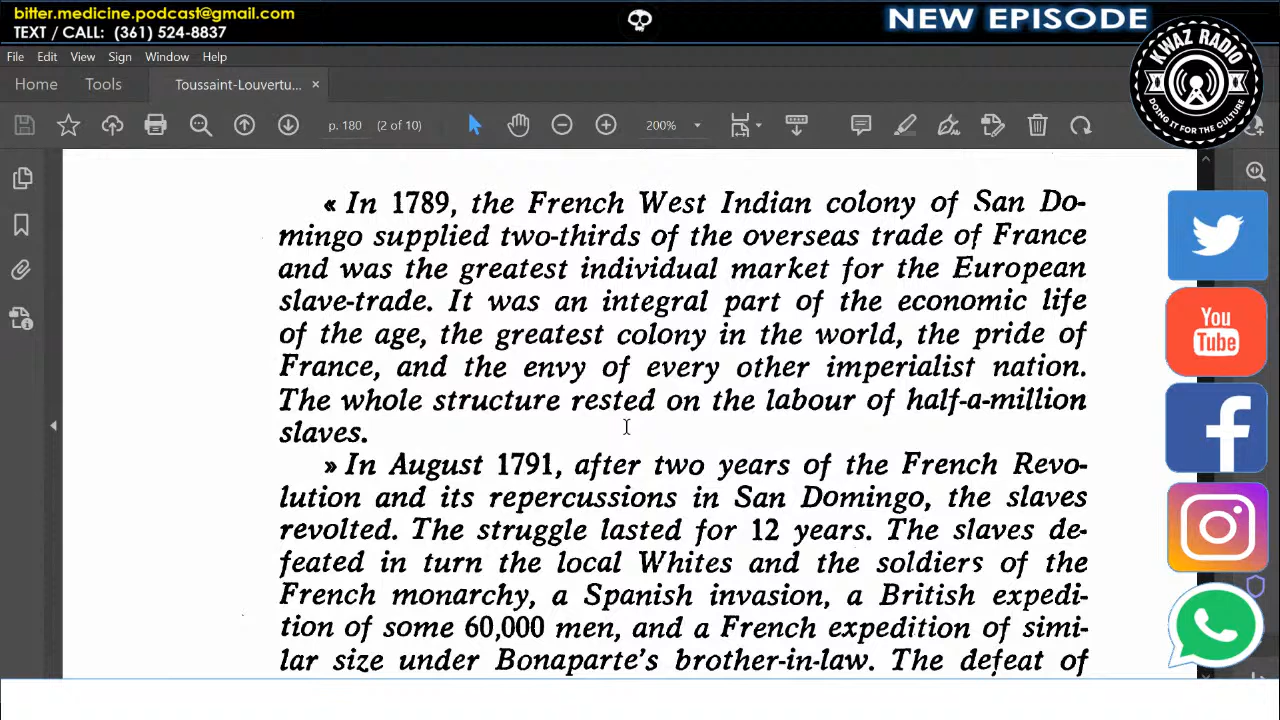 bitter.medicine.podcast@gmail.com
TEXT / CALL: (361) 524-8837
NEW EPISODE
KWAZ RADIO
DOING IT FOR THE CULTURE
File Edit View Sign Window Help
Home Tools Toussaint-Louvertu... ×
p. 180 (2 of 10) 200%
« In 1789, the French West Indian colony of San Do-
mingo supplied two-thirds of the overseas trade of France
and was the greatest individual market for the European
slave-trade. It was an integral part of the economic life
of the age, the greatest colony in the world, the pride of
France, and the envy of every other imperialist nation.
The whole structure rested on the labour of half-a-million
slaves.
» In August 1791, after two years of the French Revo-
lution and its repercussions in San Domingo, the slaves
revolted. The struggle lasted for 12 years. The slaves de-
feated in turn the local Whites and the soldiers of the
French monarchy, a Spanish invasion, a British expedi-
tion of some 60,000 men, and a French expedition of simi-
lar size under Bonaparte's brother-in-law. The defeat of
You
Tube